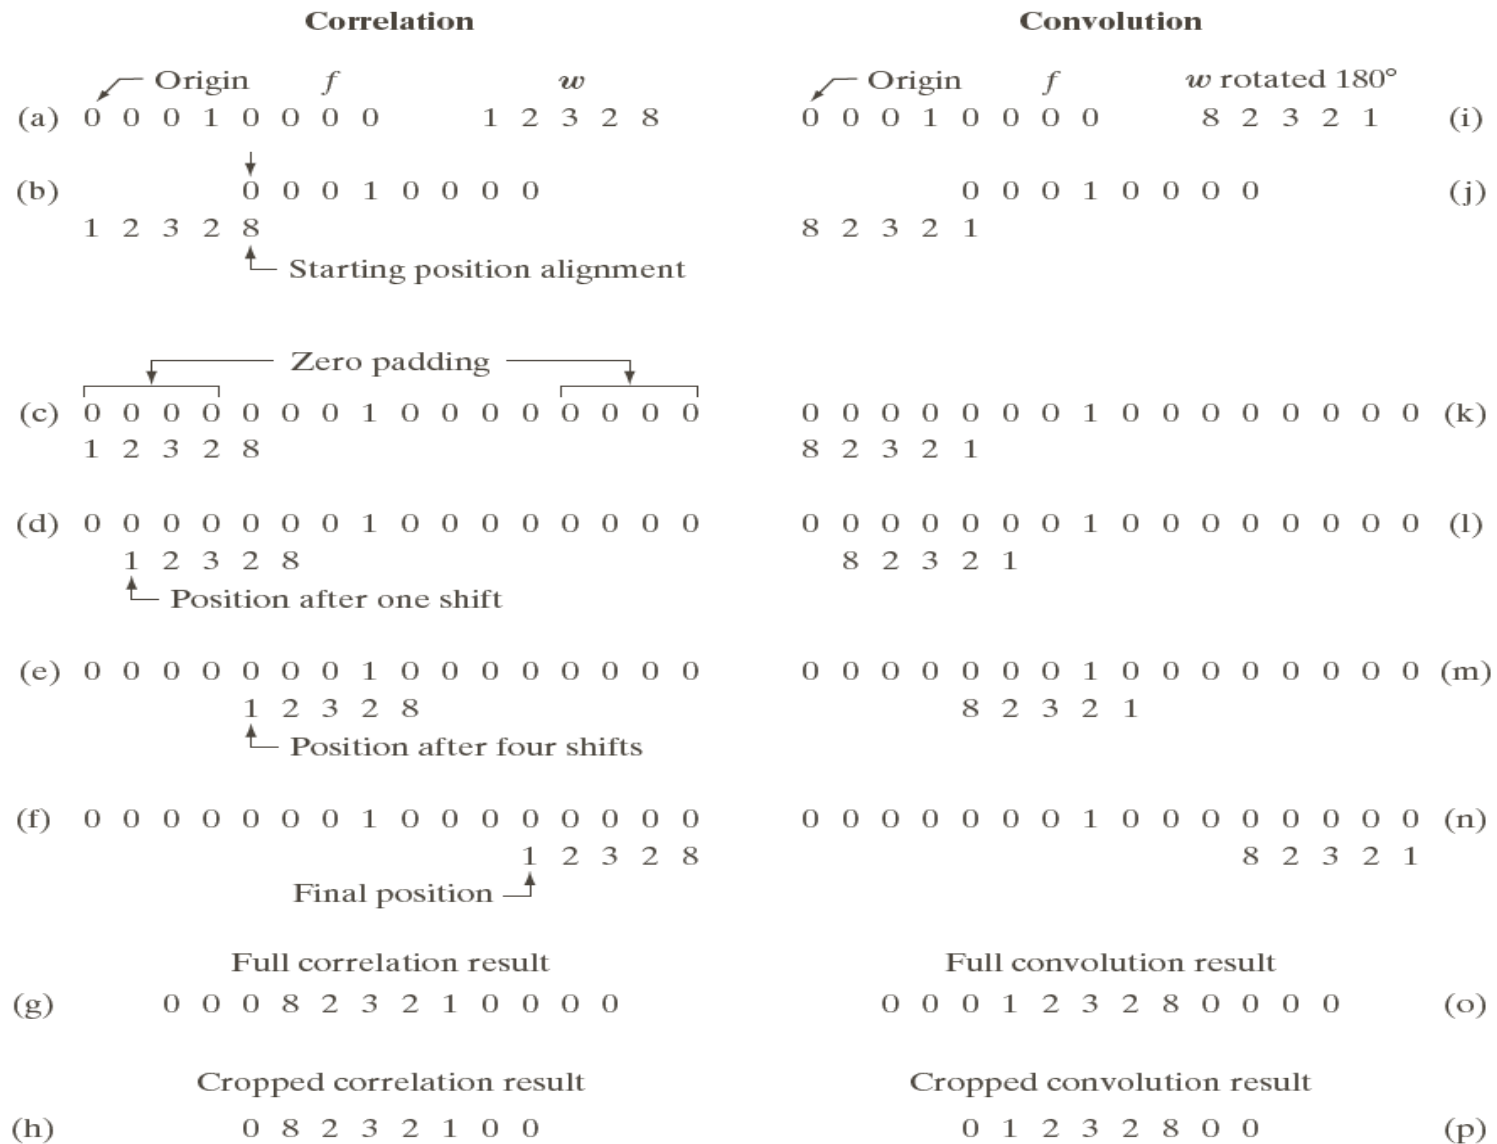 Correlation Convolution
Origin f w Origin f w rotated 180°
(a) 0 0 0 1 0 0 0 0 1 2 3 2 8 0 0 0 1 0 0 0 0 8 2 3 2 1 (i)
(b) 0 0 0 1 0 0 0 0 0 0 0 1 0 0 0 0 (j)
1 2 3 2 8 8 2 3 2 1
Starting position alignment
Zero padding
(c) 0 0 0 0 0 0 0 1 0 0 0 0 0 0 0 0 0 0 0 0 0 0 0 1 0 0 0 0 0 0 0 0 (k)
1 2 3 2 8 8 2 3 2 1
(d) 0 0 0 0 0 0 0 1 0 0 0 0 0 0 0 0 0 0 0 0 0 0 0 1 0 0 0 0 0 0 0 0 (l)
1 2 3 2 8 8 2 3 2 1
Position after one shift
(e) 0 0 0 0 0 0 0 1 0 0 0 0 0 0 0 0 0 0 0 0 0 0 0 1 0 0 0 0 0 0 0 0 (m)
1 2 3 2 8 8 2 3 2 1
Position after four shifts
(f) 0 0 0 0 0 0 0 1 0 0 0 0 0 0 0 0 0 0 0 0 0 0 0 1 0 0 0 0 0 0 0 0 (n)
1 2 3 2 8 8 2 3 2 1
Final position
Full correlation result Full convolution result
(g) 0 0 0 8 2 3 2 1 0 0 0 0 0 0 0 1 2 3 2 8 0 0 0 0 (o)
Cropped correlation result Cropped convolution result
(h) 0 8 2 3 2 1 0 0 0 1 2 3 2 8 0 0 (p)